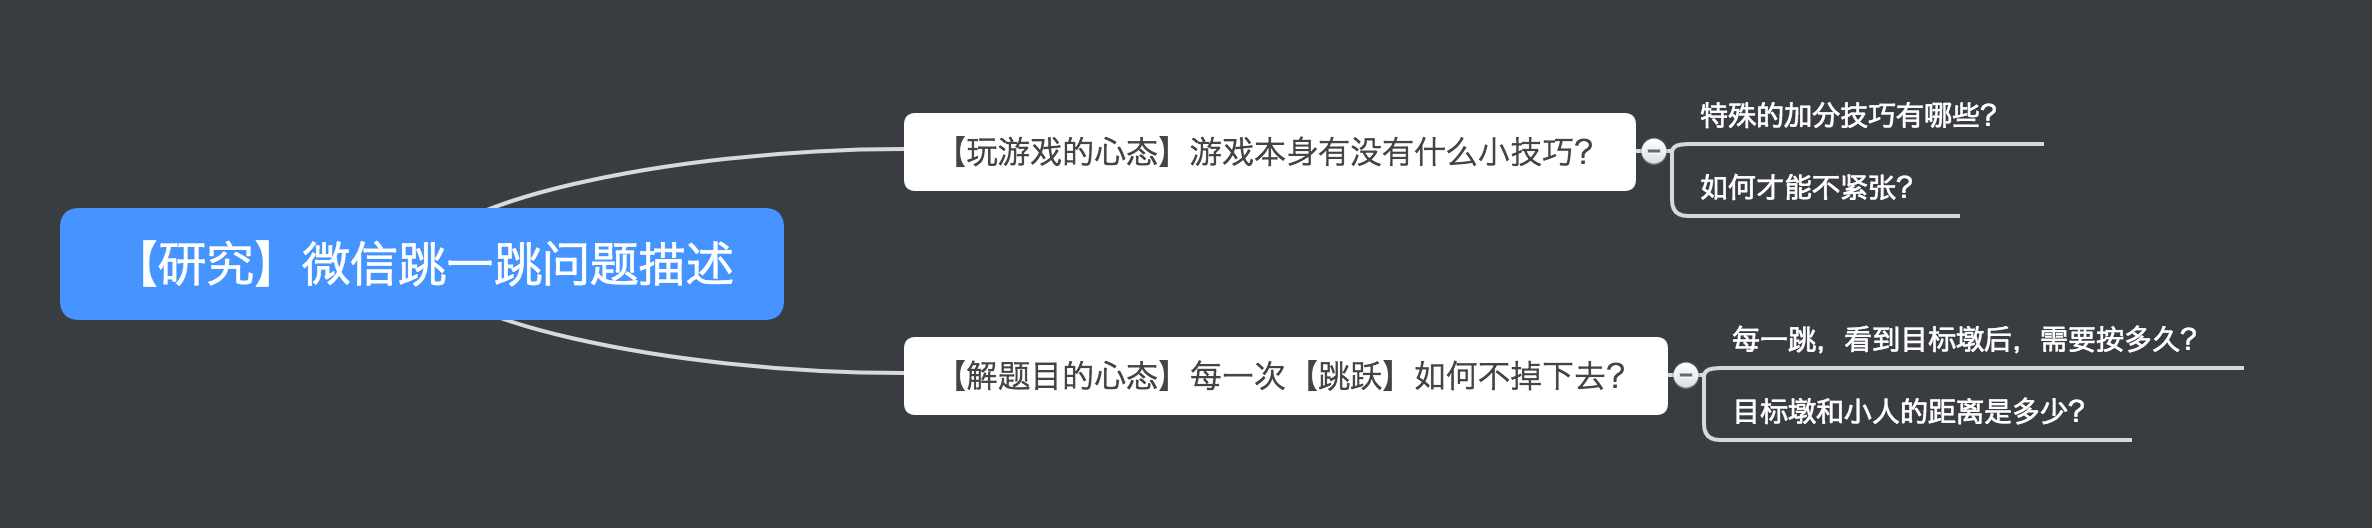 【研究】微信跳一跳问题描述
【玩游戏的心态】游戏本身有没有什么小技巧?
特殊的加分技巧有哪些?
如何才能不紧张?
【解题目的心态】每一次【跳跃】如何不掉下去?
每一跳，看到目标墩后，需要按多久?
目标墩和小人的距离是多少?